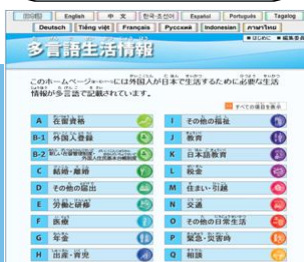 日本語 English 中文 한국・조선어 Español Português Tagalog
Deutsch Tiếng việt Français Русский Indonesian ภาษาไทย
はじめに
多言語生活情報
このホームページには外国人が日本で生活するために必要な生活
情報が多言語で記載されています。
すべての項目を表示
A 在留資格
B-1 外国人登録
B-2
C 結婚・離婚
D その他の届出
E 労働と研修
F 医療
G 年金
H 出産・育児
I その他の福祉
J 教育
K 日本語教育
L 税金
M 住まい・引越
N 交通
O その他の日常生活
P 緊急・災害時
Q 相談